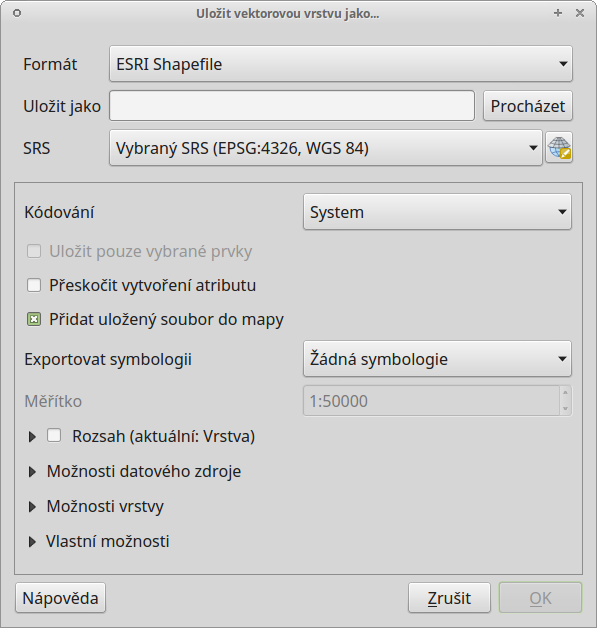 Uložit vektorovou vrstvu jako...
Formát ESRI Shapefile
Uložit jako Procházet
SRS Vybraný SRS (EPSG:4326, WGS 84)
Kódování System
Uložit pouze vybrané prvky
Přeskočit vytvoření atributu
Přidat uložený soubor do mapy
Exportovat symbologii Žádná symbologie
Měřítko 1:50000
Rozsah (aktuální: Vrstva)
Možnosti datového zdroje
Možnosti vrstvy
Vlastní možnosti
Nápověda Zrušit OK